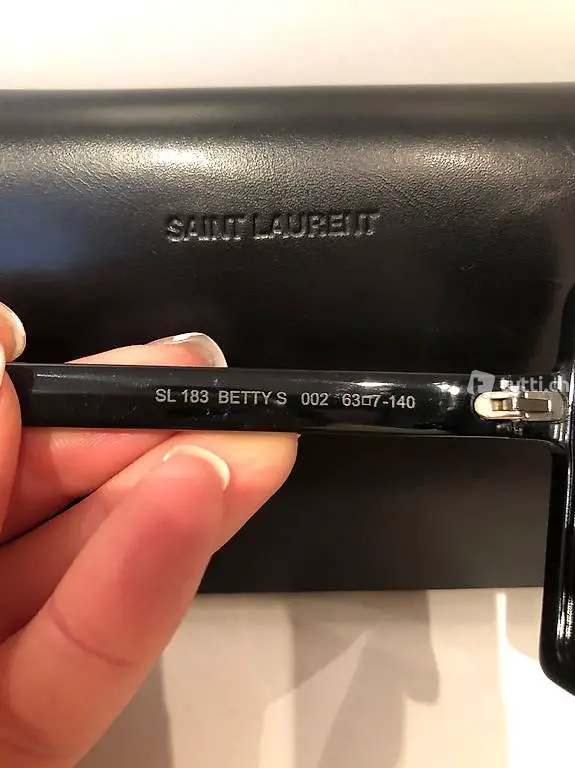 SAINT LAURENT
tutti.ch
SL 183 BETTY S 002 63□7-140